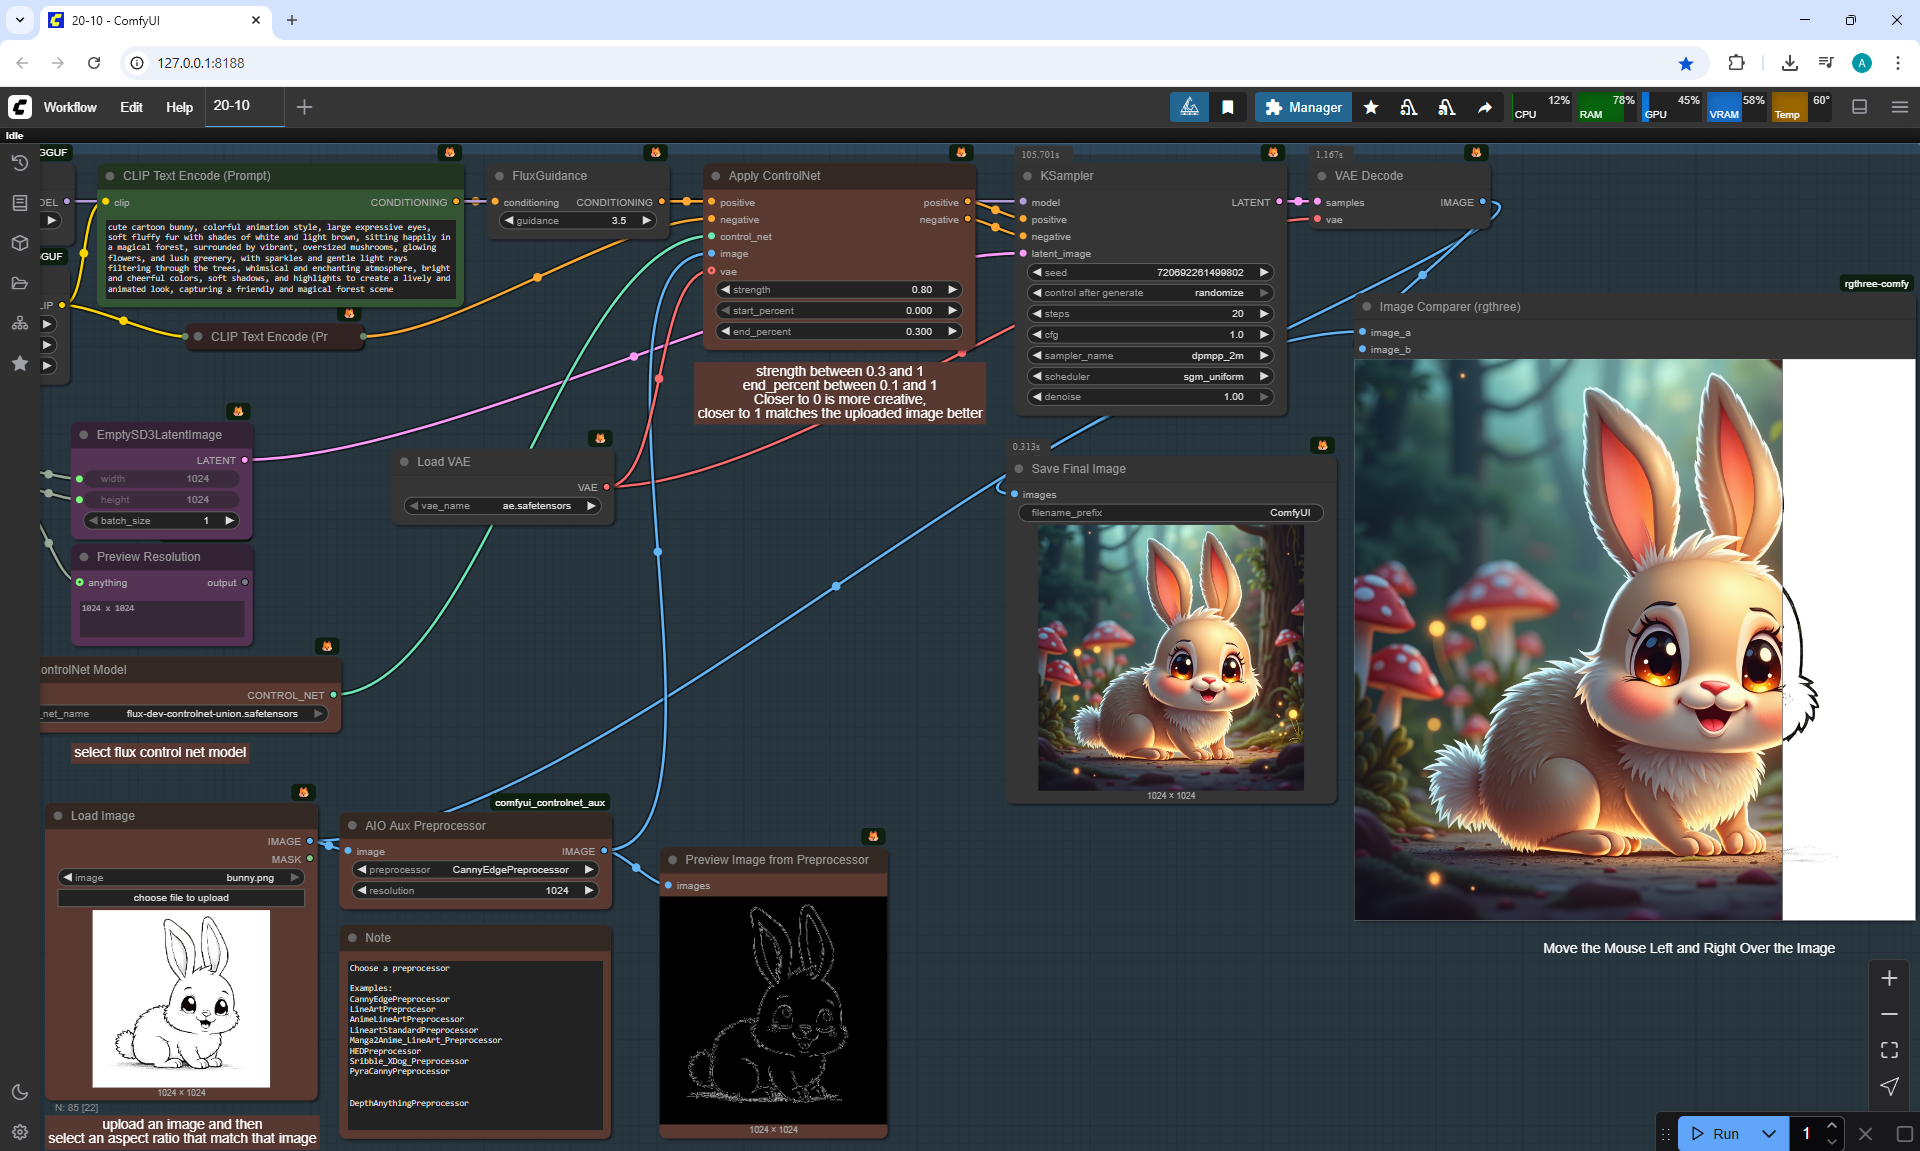 20-10 - ComfyUI
127.0.0.1:8188
A
Workflow
Edit
Help
20-10
Manager
CPU 12%
RAM 78%
GPU 45%
VRAM 58%
Temp 60°
Idle
GGUF
DEL
GUF
LIP
CLIP Text Encode (Prompt)
clip
CONDITIONING
cute cartoon bunny, colorful animation style, large expressive eyes,
soft fluffy fur with shades of white and light brown, sitting happily in
a magical forest, surrounded by vibrant, oversized mushrooms, glowing
flowers, and lush greenery, with sparkles and gentle light rays
filtering through the trees, whimsical and enchanting atmosphere, bright
and cheerful colors, soft shadows, and highlights to create a lively and
animated look, capturing a friendly and magical forest scene
CLIP Text Encode (Pr
FluxGuidance
conditioning
CONDITIONING
guidance 3.5
Apply ControlNet
positive
positive
negative
negative
control_net
image
vae
strength 0.80
start_percent 0.000
end_percent 0.300
strength between 0.3 and 1
end_percent between 0.1 and 1
Closer to 0 is more creative,
closer to 1 matches the uploaded image better
105.701s
KSampler
model
LATENT
positive
negative
latent_image
seed 720692261499802
control after generate randomize
steps 20
cfg 1.0
sampler_name dpmpp_2m
scheduler sgm_uniform
denoise 1.00
1.167s
VAE Decode
samples
IMAGE
vae
rgthree-comfy
Image Comparer (rgthree)
image_a
image_b
Move the Mouse Left and Right Over the Image
EmptySD3LatentImage
LATENT
width 1024
height 1024
batch_size 1
Preview Resolution
anything
output
1024 x 1024
Load VAE
VAE
vae_name ae.safetensors
0.313s
Save Final Image
images
filename_prefix ComfyUI
1024 × 1024
ontrolNet Model
CONTROL_NET
_net_name flux-dev-controlnet-union.safetensors
select flux control net model
Load Image
IMAGE
MASK
image bunny.png
choose file to upload
1024 × 1024
N: 85 [22]
upload an image and then
select an aspect ratio that match that image
comfyui_controlnet_aux
AIO Aux Preprocessor
image
IMAGE
preprocessor CannyEdgePreprocessor
resolution 1024
Note
Choose a preprocessor
Examples:
CannyEdgePreprocessor
LineArtPreprocesor
AnimeLineArtPreprocessor
LineartStandardPreprocessor
Manga2Anime_LineArt_Preprocessor
HEDPreprocessor
Sribble_XDog_Preprocessor
PyraCannyPreprocessor
DepthAnythingPreprocessor
Preview Image from Preprocessor
images
1024 × 1024
Run
1